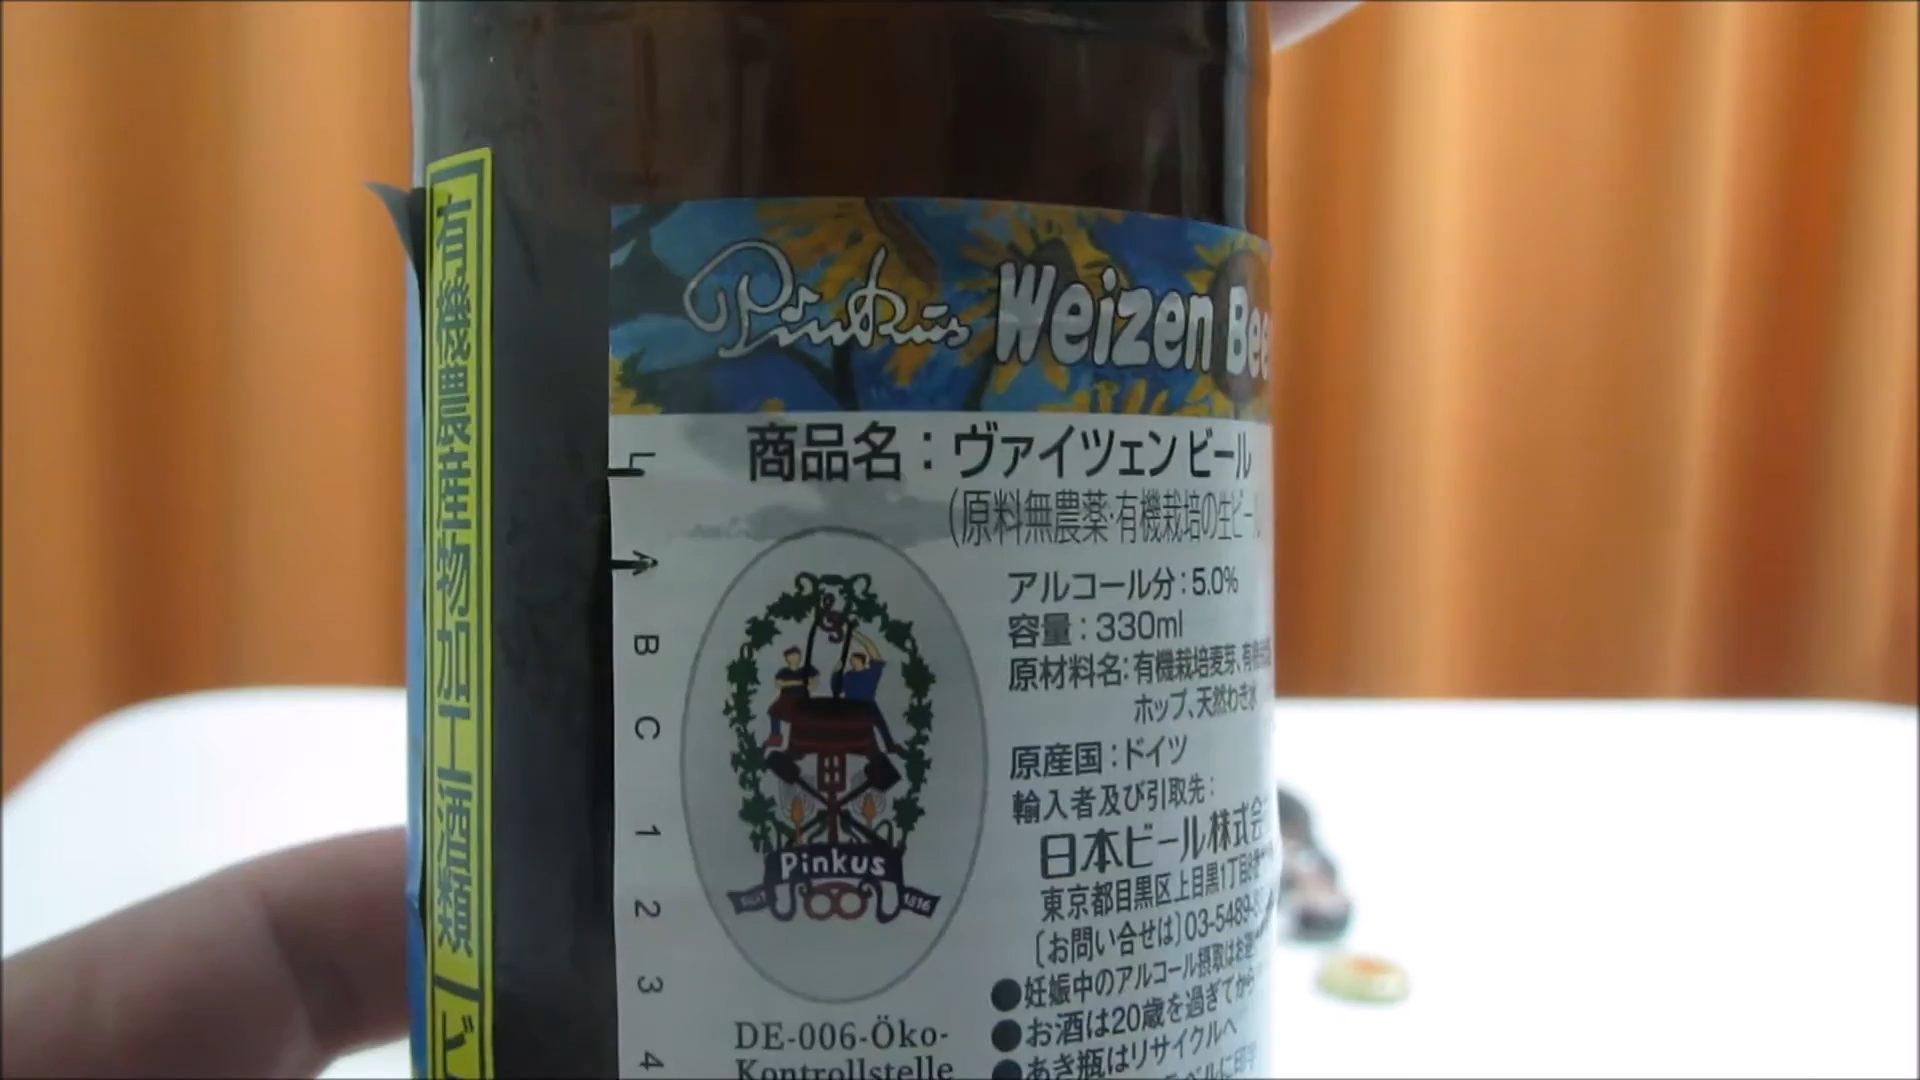 有機農産物加工酒類
Pinkus Weizen
商品名：ヴァイツェン ビール
(原料無農薬・有機栽培の生ビー
アルコール分：5.0%
容量：330ml
原材料名：有機栽培麦芽、有機
ホップ、天然わき水
原産国：ドイツ
輸入者及び引取先：
日本ビール株式会
東京都目黒区上目黒1丁目
〔お問い合せは〕03-5489-
●妊娠中のアルコール摂取はお
●お酒は20歳を過ぎてから
●あき瓶はリサイクルへ
L
A
B
C
1
2
3
4
Pinkus
SEIT 1816
DE-006-Öko-
Kontrollstelle